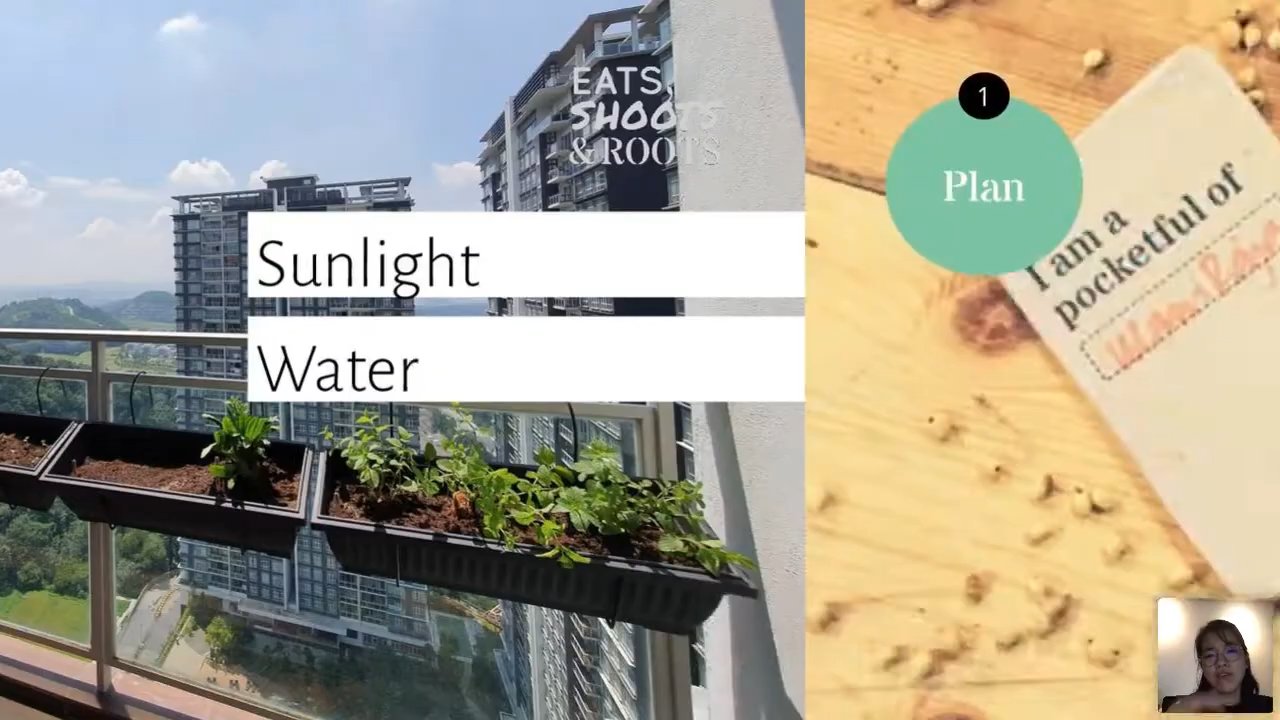 EATS,
SHOOTS
& ROOTS
Sunlight
Water
1
Plan
I am a
pocketful of